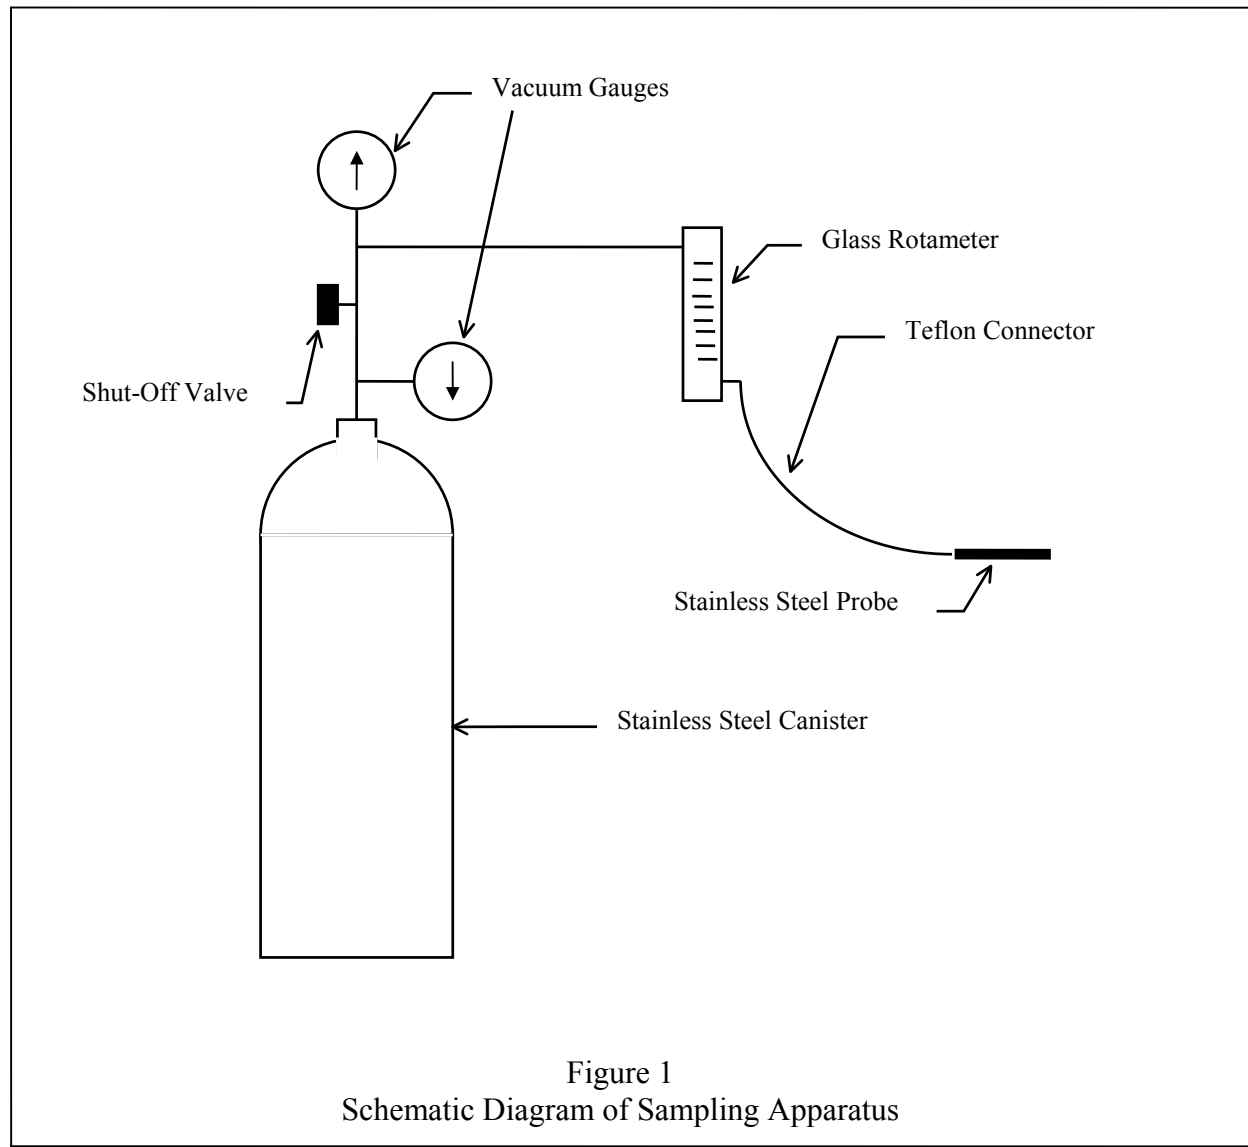 Vacuum Gauges
Glass Rotameter
Teflon Connector
Shut-Off Valve
Stainless Steel Probe
Stainless Steel Canister
Figure 1
Schematic Diagram of Sampling Apparatus